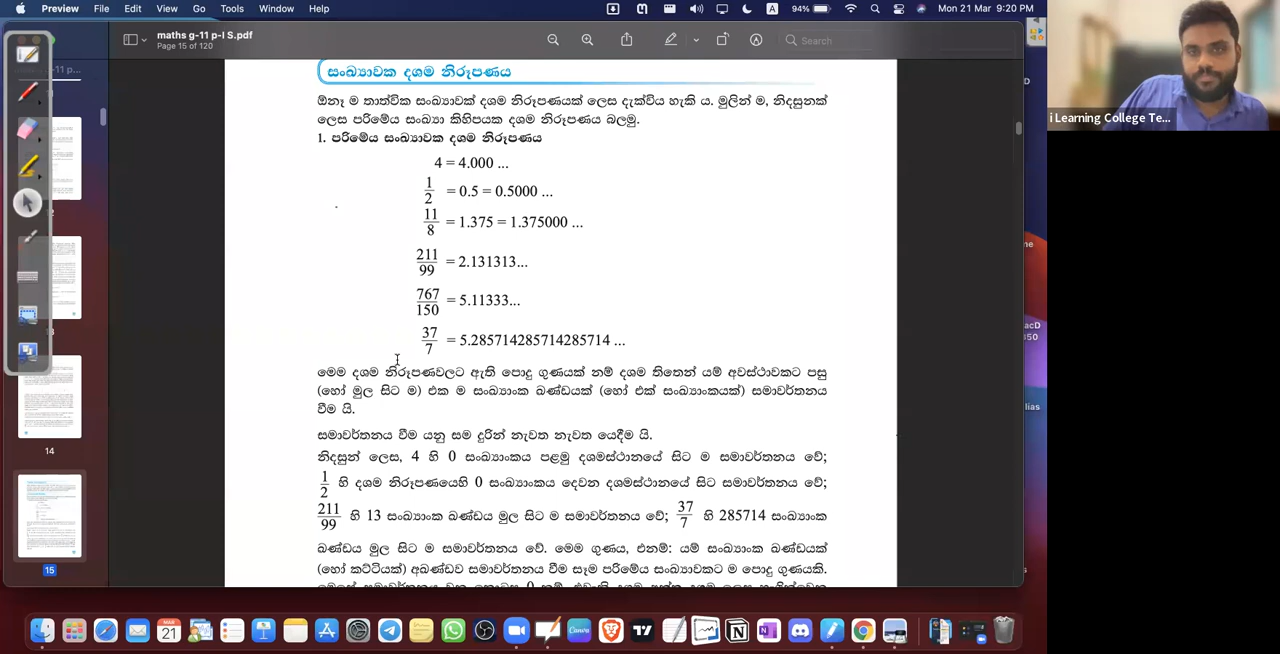 Preview File Edit View Go Tools Window Help
94% Mon 21 Mar 9:20 PM
maths g-11 p-I S.pdf
Page 15 of 120
Search
i Learning College Te...
සංඛ්‍යාවක දශම නිරූපණය
ඕනෑ ම තාත්වික සංඛ්‍යාවක් දශම නිරූපණයක් ලෙස දැක්විය හැකි ය. මුලින් ම, නිදසුනක්
ලෙස පරිමේය සංඛ්‍යා කිහිපයක දශම නිරූපණය බලමු.
1. පරිමේය සංඛ්‍යාවක දශම නිරූපණය
4 = 4.000 ...
1/2 = 0.5 = 0.5000 ...
11/8 = 1.375 = 1.375000 ...
211/99 = 2.131313...
767/150 = 5.11333...
37/7 = 5.285714285714285714 ...
මෙම දශම නිරූපණවලට ඇති පොදු ගුණයක් නම් දශම තිතෙන් යම් අවස්ථාවකට පසු
(හෝ මුල සිට ම) එක ම සංඛ්‍යාංක ඛණ්ඩයක් (හෝ එක් සංඛ්‍යාංකයක්) සමාවර්තනය
වීම යි.
සමාවර්තනය වීම යනු සම දුරින් නැවත නැවත යෙදීම යි.
නිදසුන් ලෙස, 4 හි 0 සංඛ්‍යාංකය පළමු දශමස්ථානයේ සිට ම සමාවර්තනය වේ;
1/2 හි දශම නිරූපණයෙහි 0 සංඛ්‍යාංකය දෙවන දශමස්ථානයේ සිට සමාවර්තනය වේ;
211/99 හි 13 සංඛ්‍යාංක ඛණ්ඩය මුල සිට ම සමාවර්තනය වේ; 37/7 හි 285714 සංඛ්‍යාංක
ඛණ්ඩය මුල සිට ම සමාවර්තනය වේ. මෙම ගුණය, එනම්: යම් සංඛ්‍යාංක ඛණ්ඩයක්
(හෝ කට්ටියක්) අඛණ්ඩව සමාවර්තනය වීම සෑම පරිමේය සංඛ්‍යාවකට ම පොදු ගුණයකි.
14
15